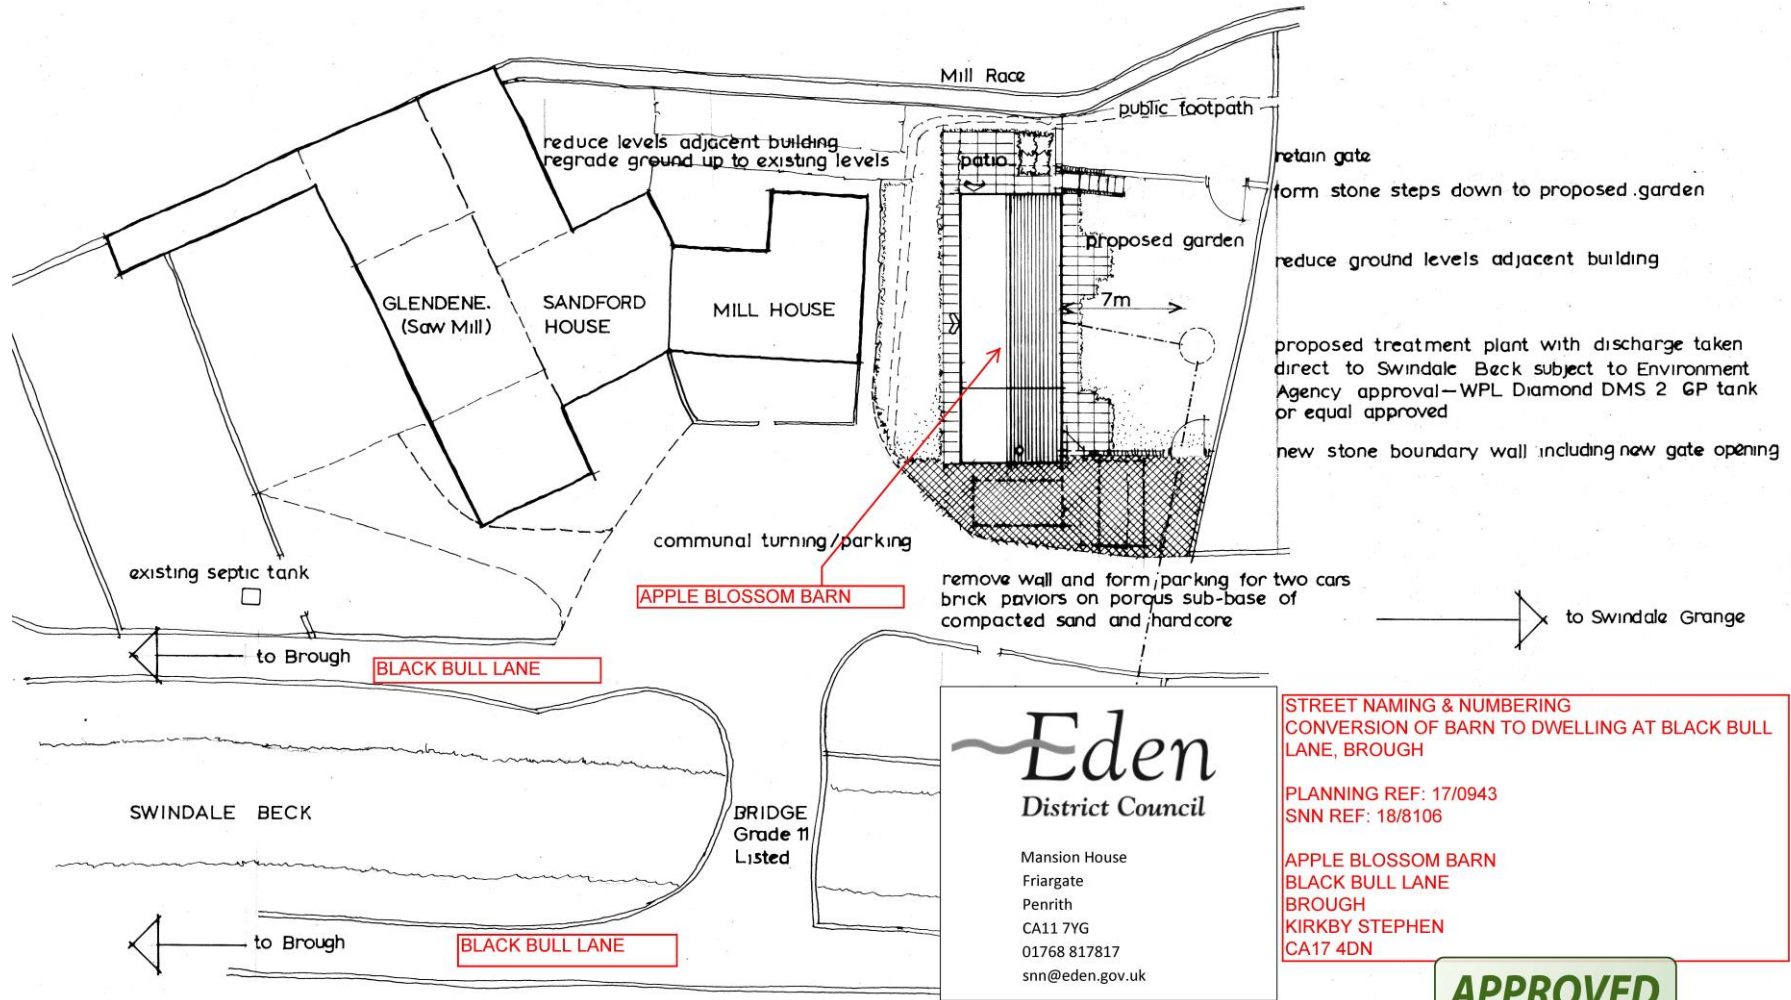 Mill Race
public footpath
reduce levels adjacent building
regrade ground up to existing levels
patio
retain gate
form stone steps down to proposed .garden
proposed garden
reduce ground levels adjacent building
7m
GLENDENE.
(Saw Mill)
SANDFORD
HOUSE
MILL HOUSE
proposed treatment plant with discharge taken
direct to Swindale Beck subject to Environment
Agency approval–WPL Diamond DMS 2 6P tank
or equal approved
new stone boundary wall including new gate opening
communal turning/parking
existing septic tank
APPLE BLOSSOM BARN
remove wall and form parking for two cars
brick paviors on porous sub-base of
compacted sand and hardcore
to Swindale Grange
to Brough
BLACK BULL LANE
SWINDALE BECK
BRIDGE
Grade 11
Listed
to Brough
BLACK BULL LANE
Eden
District Council
Mansion House
Friargate
Penrith
CA11 7YG
01768 817817
snn@eden.gov.uk
STREET NAMING & NUMBERING
CONVERSION OF BARN TO DWELLING AT BLACK BULL
LANE, BROUGH
PLANNING REF: 17/0943
SNN REF: 18/8106
APPLE BLOSSOM BARN
BLACK BULL LANE
BROUGH
KIRKBY STEPHEN
CA17 4DN
APPROVED